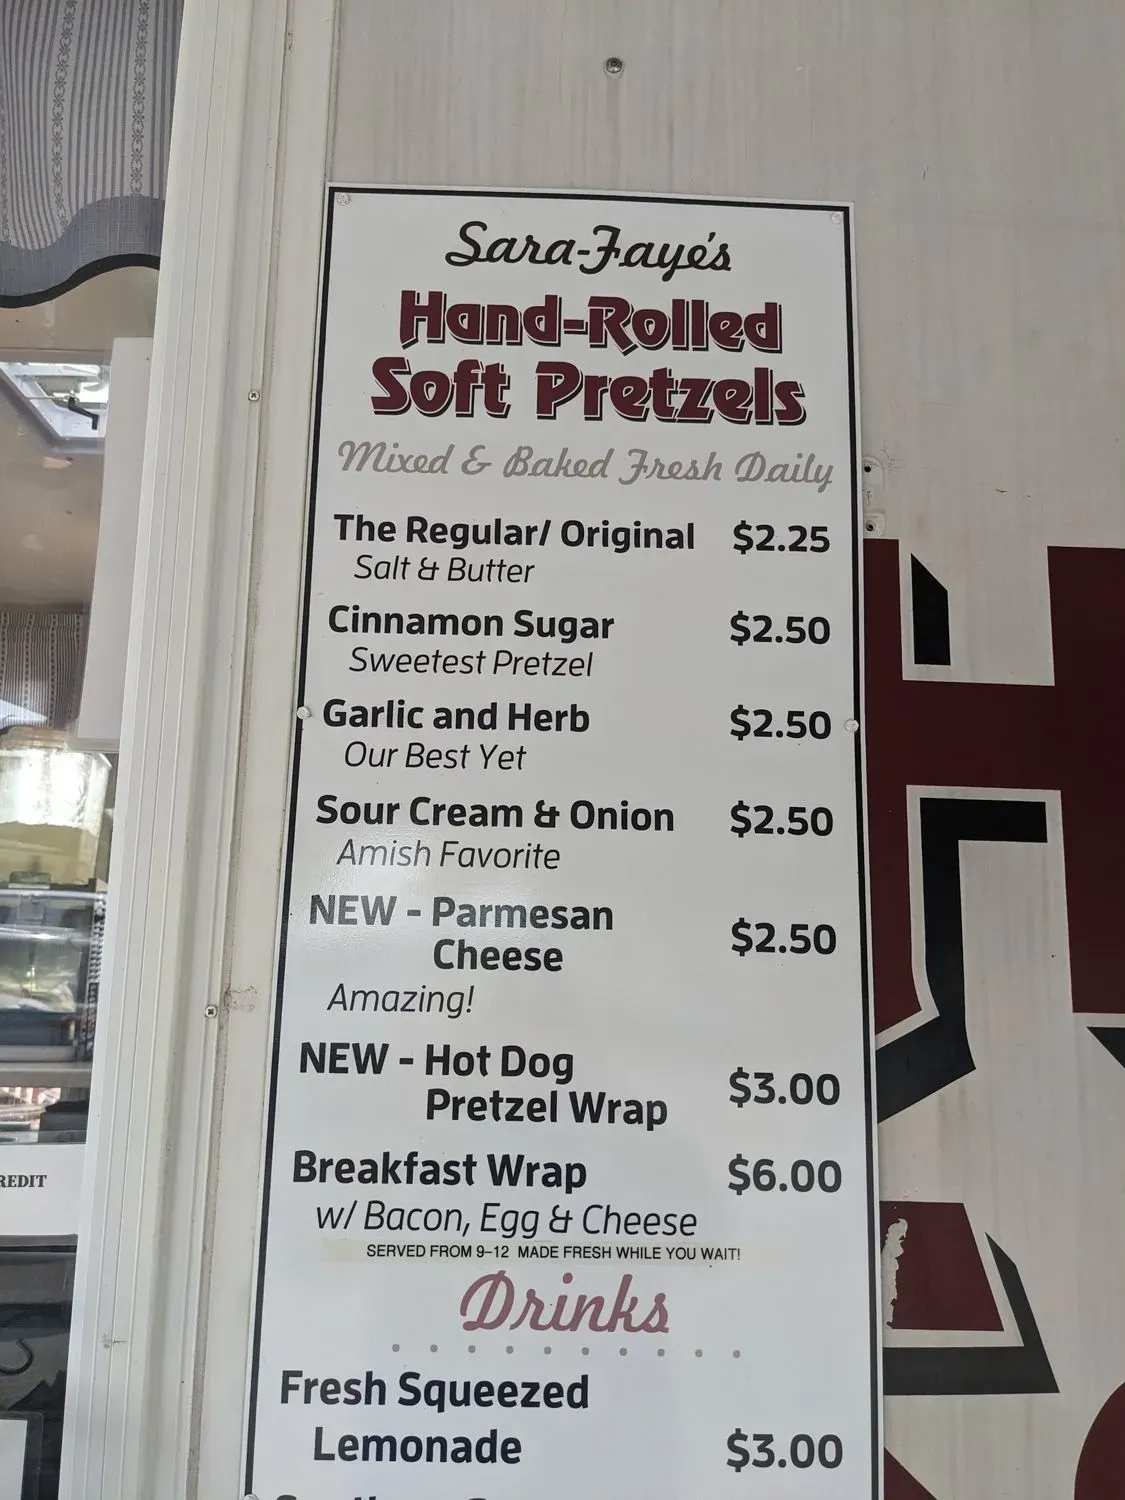 Sara-Faye's
Hand-Rolled
Soft Pretzels
Mixed & Baked Fresh Daily
The Regular/ Original $2.25
Salt & Butter
Cinnamon Sugar $2.50
Sweetest Pretzel
Garlic and Herb $2.50
Our Best Yet
Sour Cream & Onion $2.50
Amish Favorite
NEW - Parmesan
Cheese $2.50
Amazing!
NEW - Hot Dog
Pretzel Wrap $3.00
Breakfast Wrap $6.00
w/ Bacon, Egg & Cheese
SERVED FROM 9-12 MADE FRESH WHILE YOU WAIT!
Drinks
Fresh Squeezed
Lemonade $3.00
REDIT